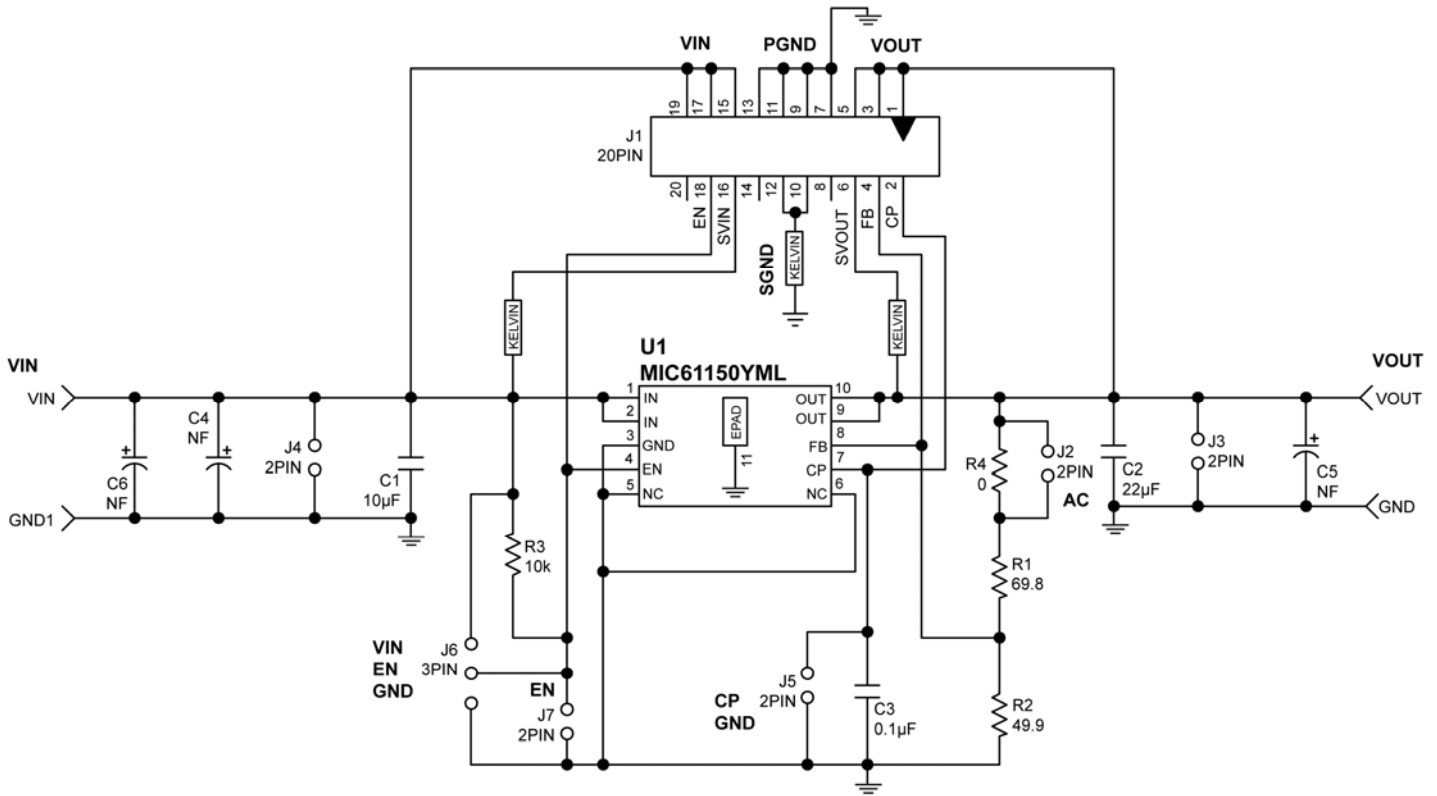 VIN PGND VOUT
19 17 15 13 11 9 7 5 3 1
J1
20PIN
20 18 16 14 12 10 8 6 4 2
EN SVIN SVOUT FB CP
SGND
KELVIN
KELVIN
KELVIN
U1
MIC61150YML
VIN
VIN
C6
NF
C4
NF
J4
2PIN
C1
10µF
GND1
1 IN
2 IN
3 GND
4 EN
5 NC
EPAD
11
OUT 10
OUT 9
FB 8
CP 7
NC 6
R4
0
J2
2PIN
AC
C2
22µF
J3
2PIN
C5
NF
VOUT
VOUT
GND
R3
10k
R1
69.8
VIN
EN
GND
J6
3PIN
EN
J7
2PIN
CP
GND
J5
2PIN
C3
0.1µF
R2
49.9